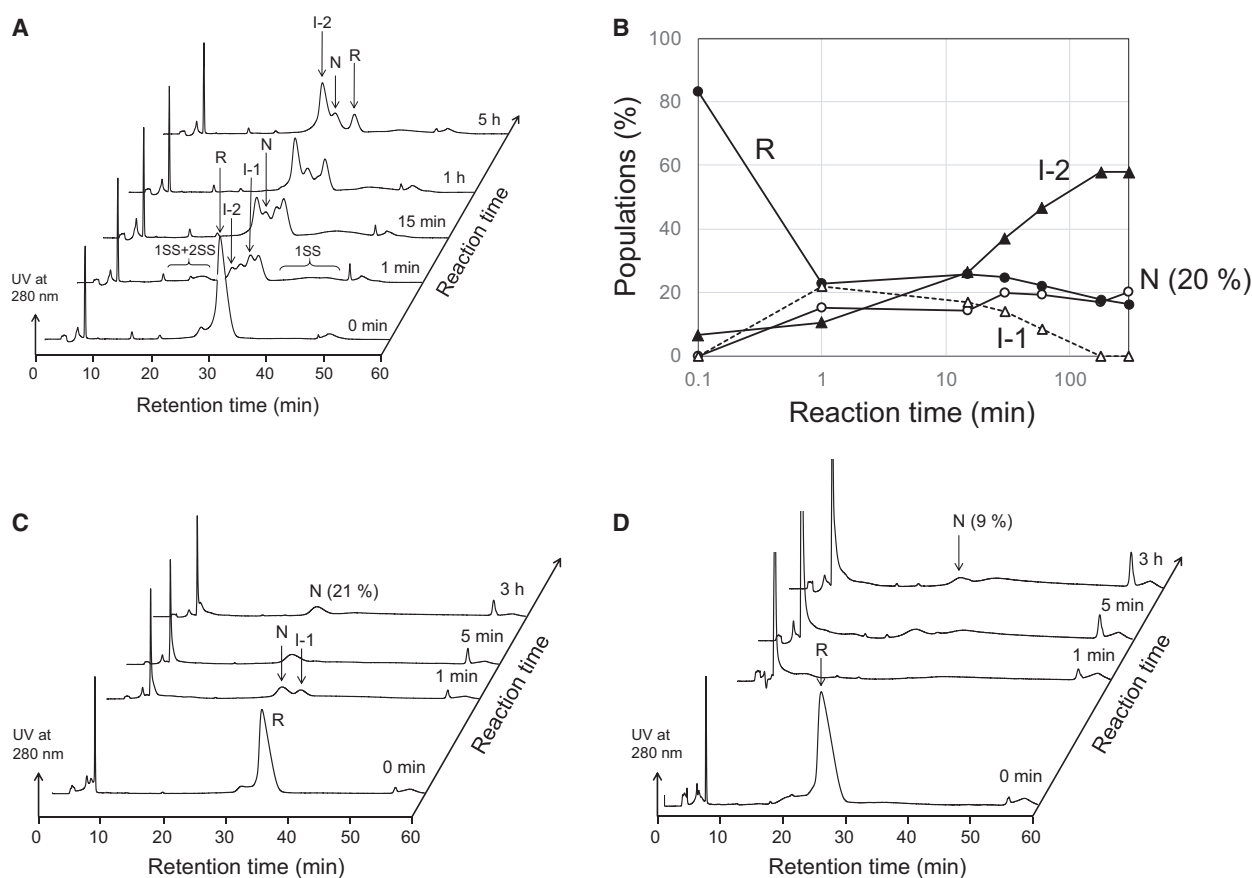 A
I-2
N
R
5 h
1 h
15 min
1 min
0 min
R
I-2
I-1
N
1SS+2SS
1SS
UV at
280 nm
Reaction time
0 10 20 30 40 50 60
Retention time (min)
B
100
80
60
40
20
0
Populations (%)
R
I-2
N (20 %)
I-1
0.1 1 10 100
Reaction time (min)
C
N (21 %)
3 h
N
I-1
5 min
1 min
R
0 min
UV at
280 nm
Reaction time
0 10 20 30 40 50 60
Retention time (min)
D
N (9 %)
3 h
5 min
1 min
R
0 min
UV at
280 nm
Reaction time
0 10 20 30 40 50 60
Retention time (min)